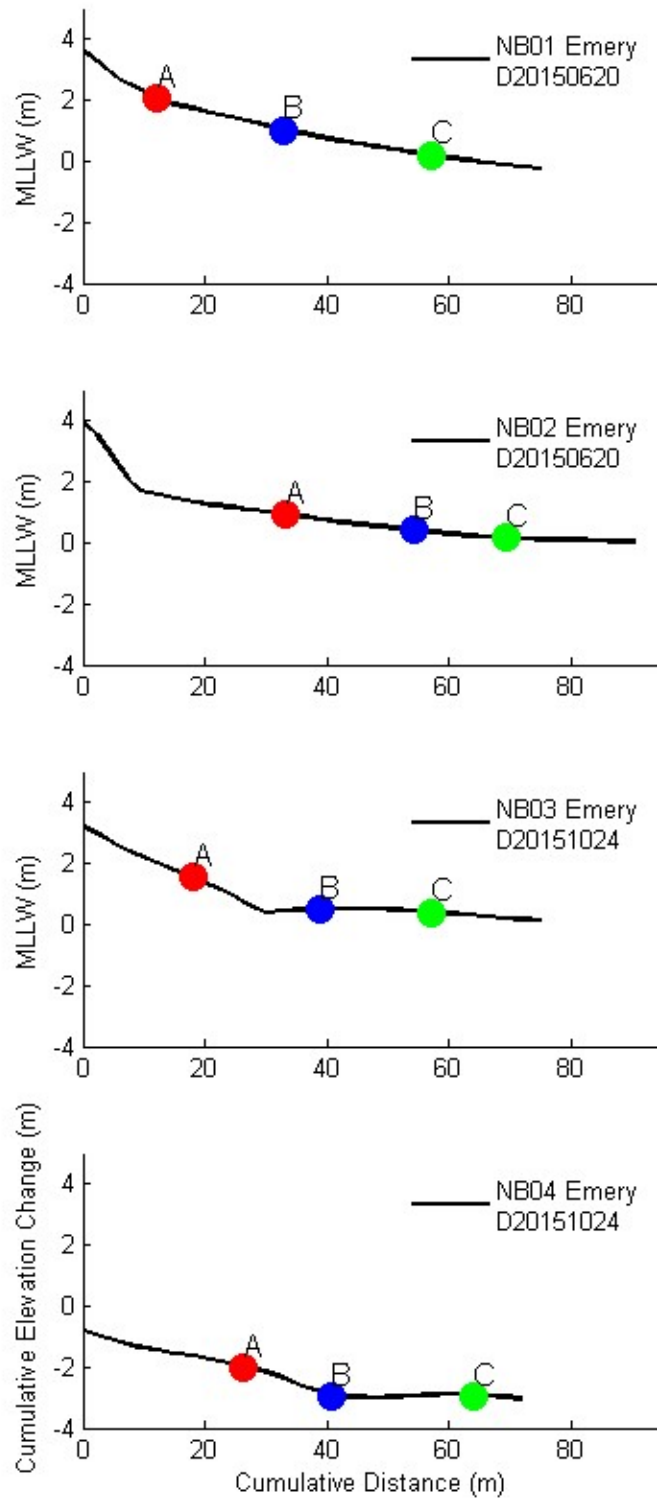 4
2
0
-2
-4
MLLW (m)
A
B
C
NB01 Emery
D20150620
0 20 40 60 80
4
2
0
-2
-4
MLLW (m)
A
B
C
NB02 Emery
D20150620
0 20 40 60 80
4
2
0
-2
-4
MLLW (m)
A
B
C
NB03 Emery
D20151024
0 20 40 60 80
4
2
0
-2
-4
Cumulative Elevation Change (m)
A
B
C
NB04 Emery
D20151024
0 20 40 60 80
Cumulative Distance (m)